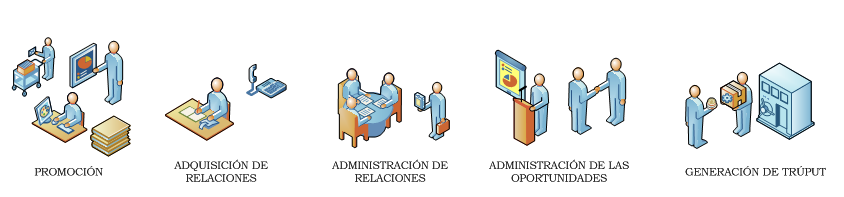 PROMOCIÓN
ADQUISICIÓN DE
RELACIONES
ADMINISTRACIÓN DE
RELACIONES
ADMINISTRACIÓN DE LAS
OPORTUNIDADES
GENERACIÓN DE TRÚPUT